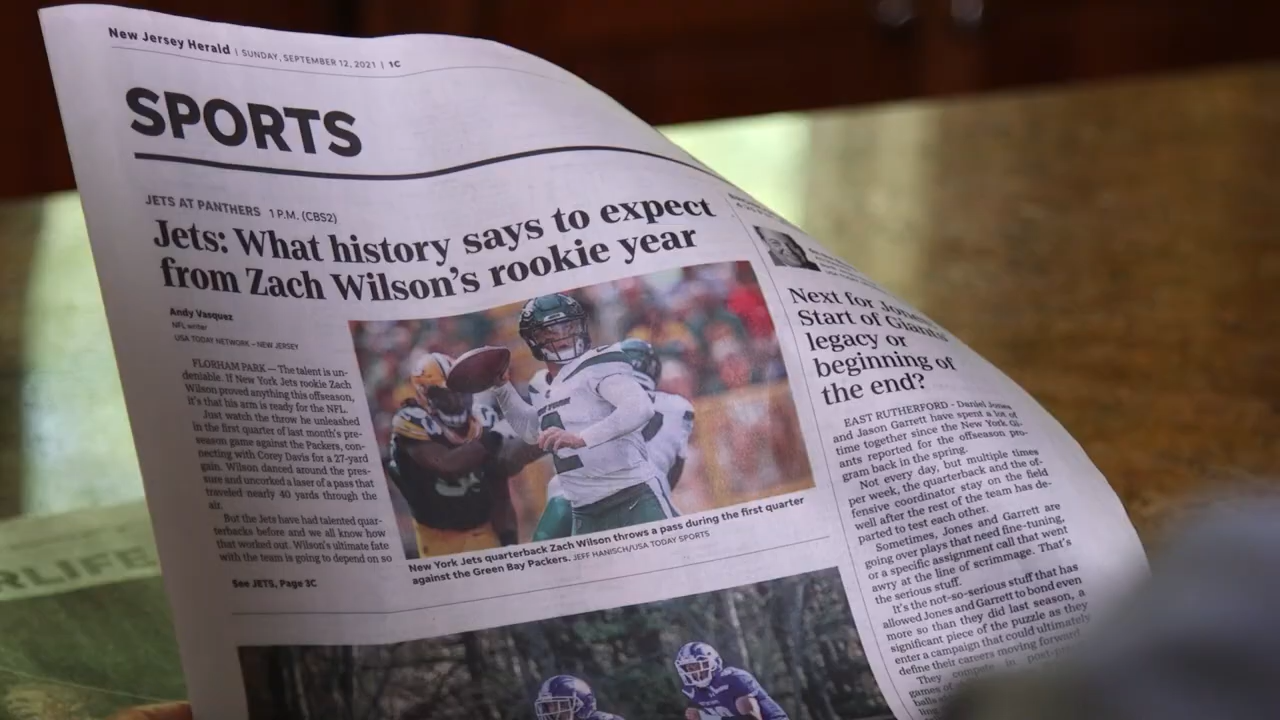 New Jersey Herald | SUNDAY, SEPTEMBER 12, 2021 | 1C
SPORTS
JETS AT PANTHERS 1 P.M. (CBS2)
Jets: What history says to expect
from Zach Wilson's rookie year
Andy Vasquez
NFL writer
USA TODAY NETWORK – NEW JERSEY
FLORHAM PARK — The talent is un-
deniable. If New York Jets rookie Zach
Wilson proved anything this offseason,
it's that his arm is ready for the NFL.
Just watch the throw he unleashed
in the first quarter of last month's pre-
season game against the Packers, con-
necting with Corey Davis for a 27-yard
gain. Wilson danced around the pres-
sure and uncorked a laser of a pass that
traveled nearly 40 yards through the
air.
But the Jets have had talented quar-
terbacks before and we all know how
that worked out. Wilson's ultimate fate
with the team is going to depend on so
See JETS, Page 3C
New York Jets quarterback Zach Wilson throws a pass during the first quarter
against the Green Bay Packers. JEFF HANISCH/USA TODAY SPORTS
Next for Jones:
Start of Giants
legacy or
beginning of
the end?
EAST RUTHERFORD - Daniel Jones
and Jason Garrett have spent a lot of
time together since the New York Gi-
ants reported for the offseason pro-
gram back in the spring.
Not every day, but multiple times
per week, the quarterback and the of-
fensive coordinator stay on the field
well after the rest of the team has de-
parted to test each other.
Sometimes, Jones and Garrett are
going over plays that need fine-tuning,
or a specific assignment call that went
awry at the line of scrimmage. That's
the serious stuff.
It's the not-so-serious stuff that has
allowed Jones and Garrett to bond even
more so than they did last season, a
significant piece of the puzzle as they
enter a campaign that could ultimately
define their careers moving forward
They compete in
games of
RLIFE